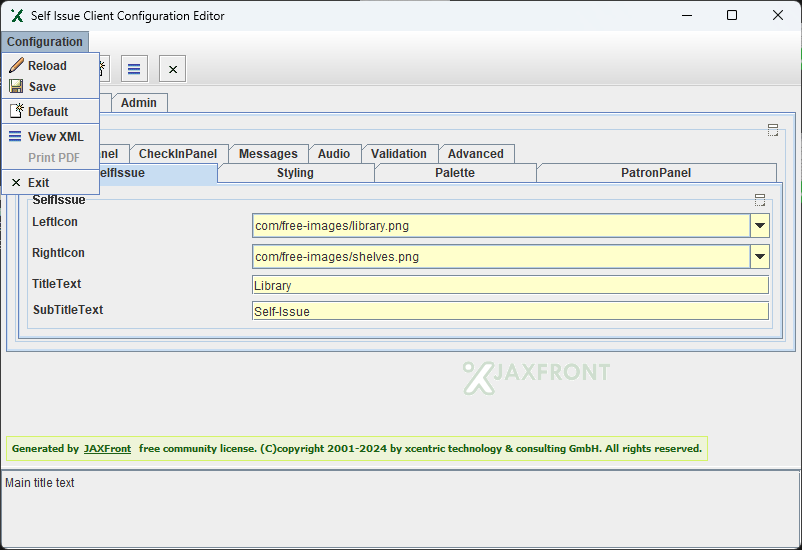 Self Issue Client Configuration Editor
Configuration
Reload
Save
Default
View XML
Print PDF
Exit
Admin
nel CheckInPanel Messages Audio Validation Advanced
elfIssue Styling Palette PatronPanel
SelfIssue
LeftIcon com/free-images/library.png
RightIcon com/free-images/shelves.png
TitleText Library
SubTitleText Self-Issue
JAXFRONT
Generated by JAXFront free community license. (C)copyright 2001-2024 by xcentric technology & consulting GmbH. All rights reserved.
Main title text